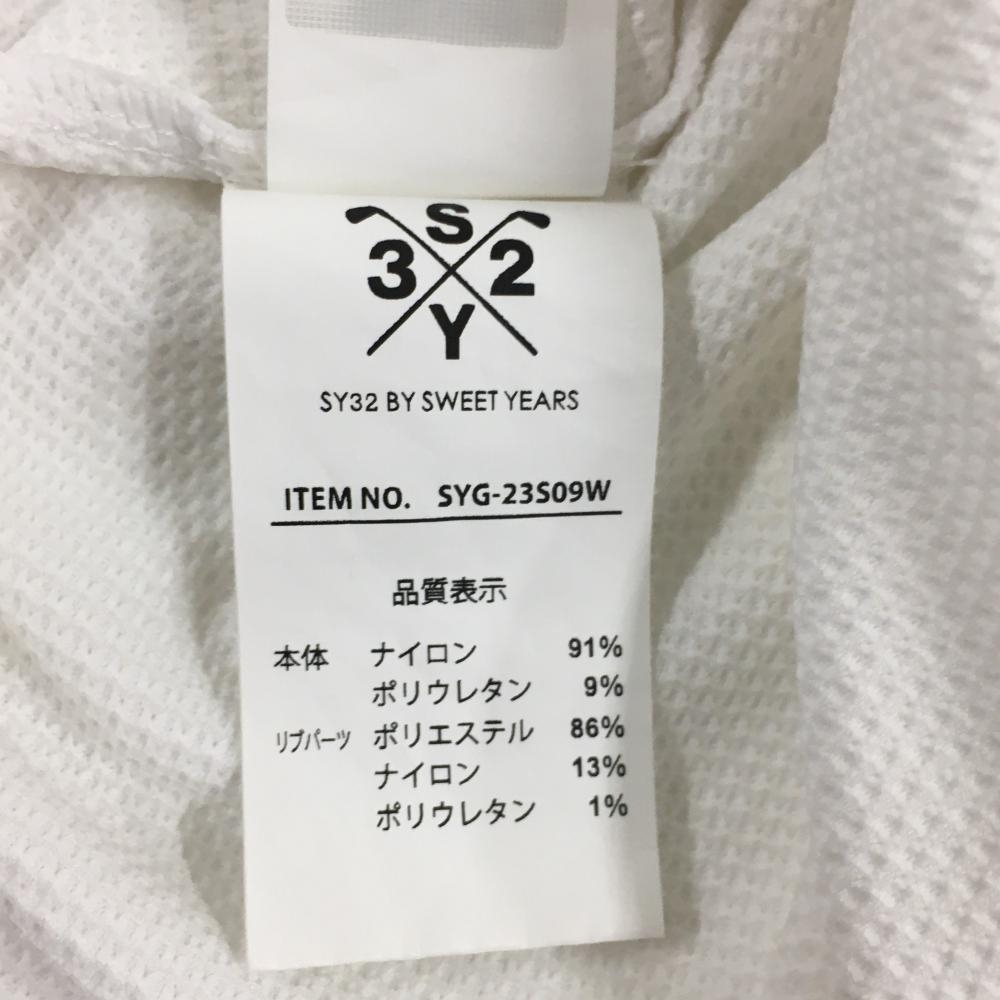 S
3 2
Y
SY32 BY SWEET YEARS
ITEM NO. SYG-23S09W
品質表示
本体 ナイロン 91%
ポリウレタン 9%
リブパーツ ポリエステル 86%
ナイロン 13%
ポリウレタン 1%